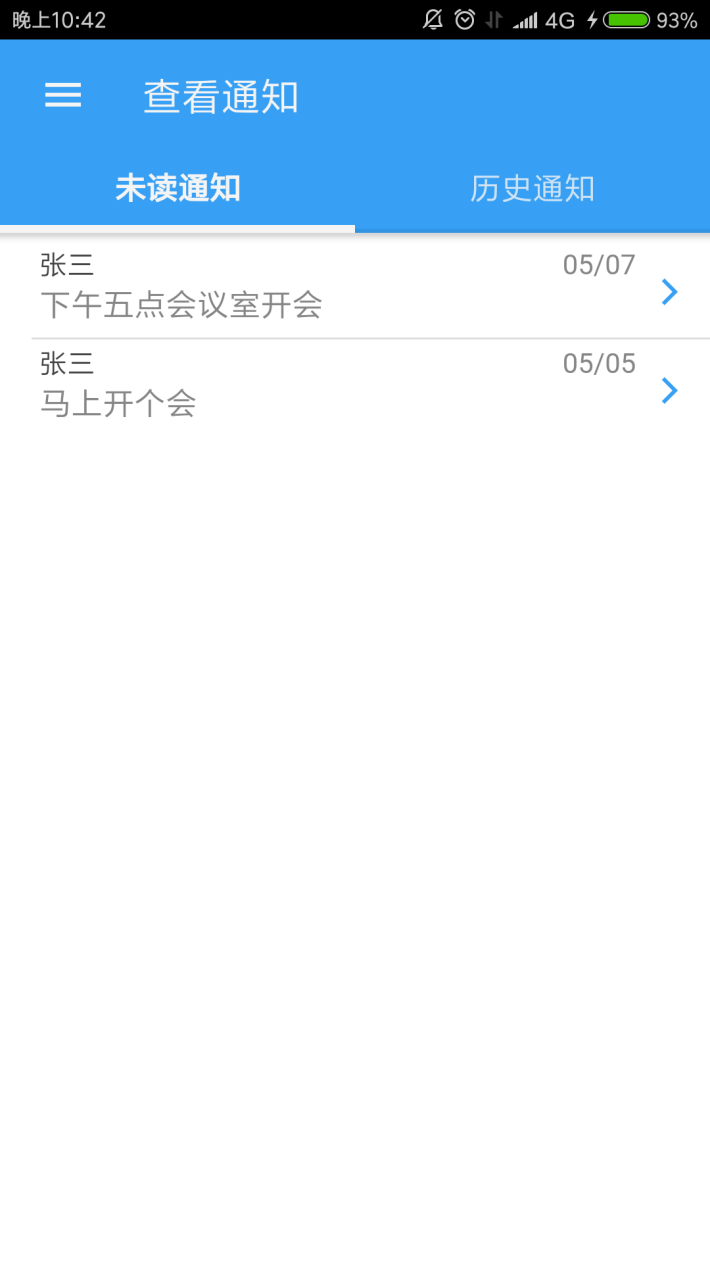 晚上10:42 4G 93%
查看通知
未读通知 历史通知
张三 05/07
下午五点会议室开会
张三 05/05
马上开个会